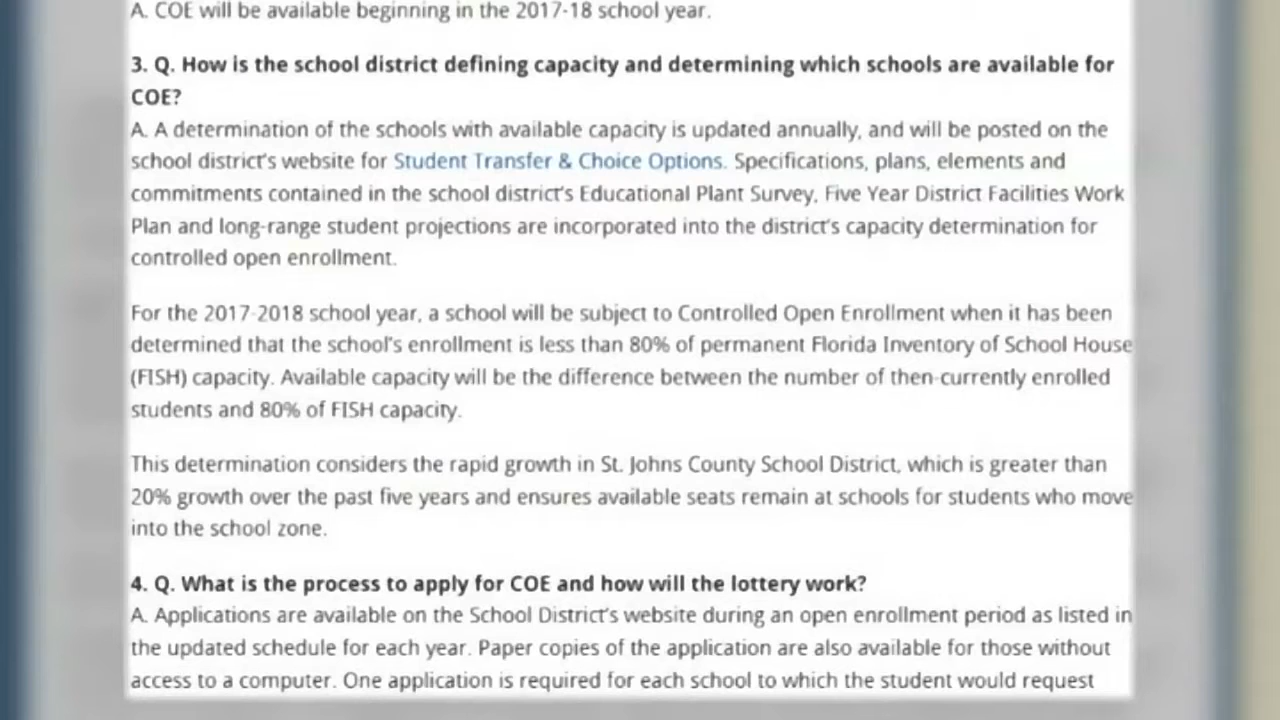 A. COE will be available beginning in the 2017-18 school year.
3. Q. How is the school district defining capacity and determining which schools are available for
COE?
A. A determination of the schools with available capacity is updated annually, and will be posted on the
school district's website for Student Transfer & Choice Options. Specifications, plans, elements and
commitments contained in the school district's Educational Plant Survey, Five Year District Facilities Work
Plan and long-range student projections are incorporated into the district's capacity determination for
controlled open enrollment.
For the 2017-2018 school year, a school will be subject to Controlled Open Enrollment when it has been
determined that the school's enrollment is less than 80% of permanent Florida Inventory of School House
(FISH) capacity. Available capacity will be the difference between the number of then-currently enrolled
students and 80% of FISH capacity.
This determination considers the rapid growth in St. Johns County School District, which is greater than
20% growth over the past five years and ensures available seats remain at schools for students who move
into the school zone.
4. Q. What is the process to apply for COE and how will the lottery work?
A. Applications are available on the School District's website during an open enrollment period as listed in
the updated schedule for each year. Paper copies of the application are also available for those without
access to a computer. One application is required for each school to which the student would request